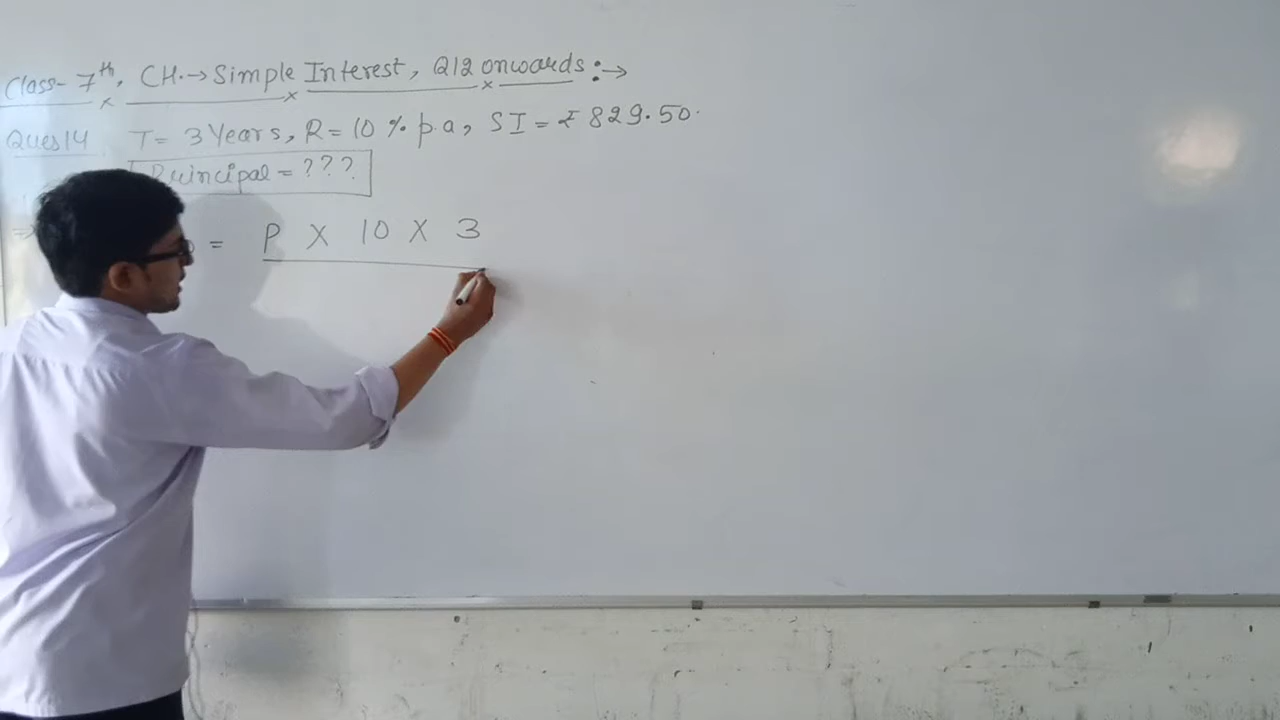 Class- 7th, CH.→ Simple Interest, Q12 onwards :→
Ques14 T = 3 Years, R = 10 % p.a, SI = ₹ 829.50.
Principal = ???
= P X 10 X 3